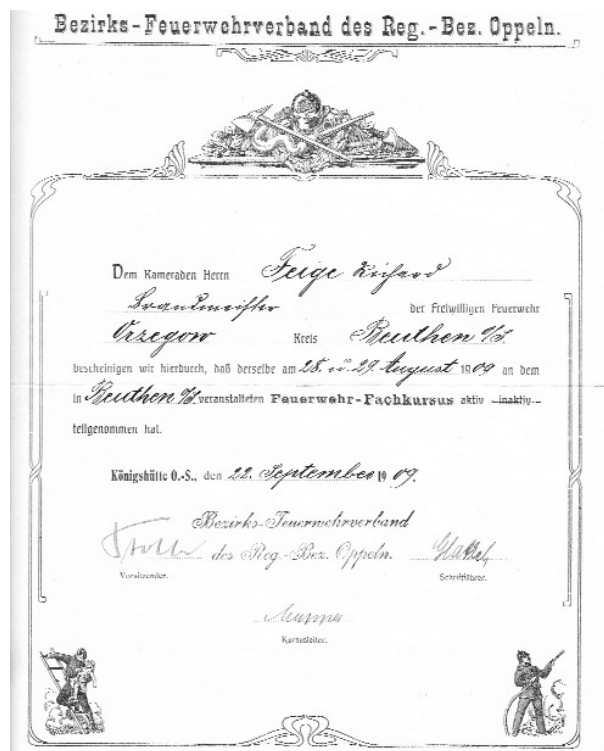 Bezirks-Feuerwehrverband des Reg.-Bez. Oppeln.
Dem Kameraden Herrn Feige Richard
Brandmeister der Freiwilligen Feuerwehr
Orzegow Kreis Beuthen O/S.
bescheinigen wir hierdurch, daß derselbe am 28. u. 29. August 1909 an dem
in Beuthen O/S. veranstalteten Feuerwehr-Fachkursus aktiv inaktiv
teilgenommen hat.
Königshütte O.-S., den 22. September 1909.
Bezirks-Feuerwehrverband
des Reg.-Bez. Oppeln.
Vorsitzender. Schriftführer.
Kursusleiter.